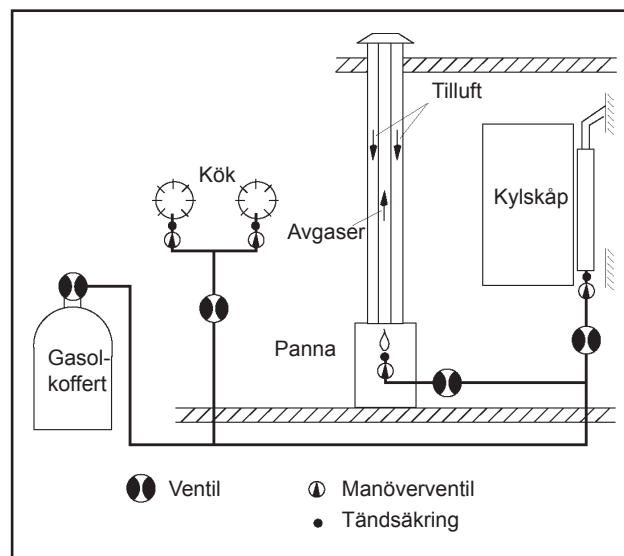 Tilluft
Kök
Kylskåp
Avgaser
Gasol-
koffert
Panna
Ventil
Manöverventil
Tändsäkring